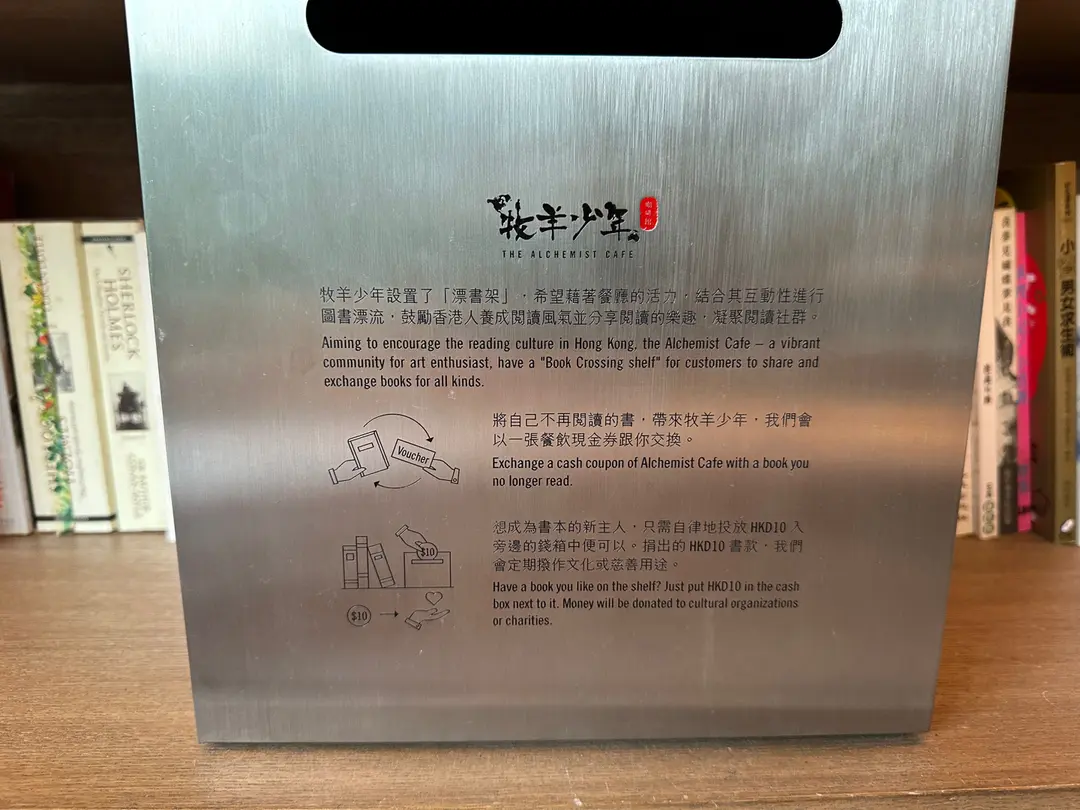 牧羊少年
咖啡館
THE ALCHEMIST CAFE
牧羊少年設置了「漂書架」，希望藉著餐廳的活力，結合其互動性進行
圖書漂流，鼓勵香港人養成閱讀風氣並分享閱讀的樂趣，凝聚閱讀社群。
Aiming to encourage the reading culture in Hong Kong, the Alchemist Cafe – a vibrant
community for art enthusiast, have a "Book Crossing shelf" for customers to share and
exchange books for all kinds.
Voucher
將自己不再閱讀的書，帶來牧羊少年，我們會
以一張餐飲現金券跟你交換。
Exchange a cash coupon of Alchemist Cafe with a book you
no longer read.
$10
$10
想成為書本的新主人，只需自律地投放 HKD10 入
旁邊的錢箱中便可以。捐出的 HKD10 書款，我們
會定期撥作文化或慈善用途。
Have a book you like on the shelf? Just put HKD10 in the cash
box next to it. Money will be donated to cultural organizations
or charities.
SHERLOCK
HOLMES
男女求生術